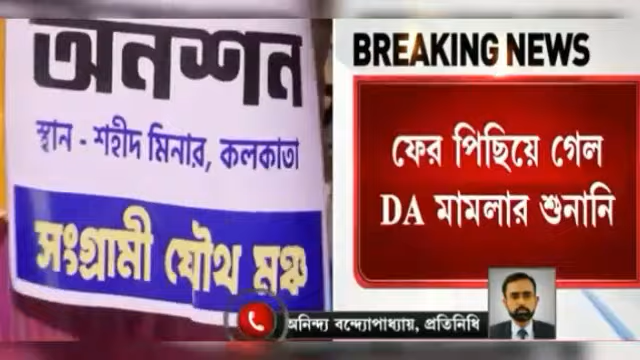 অনশন
স্থান - শহীদ মিনার, কলকাতা
সংগ্রামী যৌথ মঞ্চ
BREAKING NEWS
ফের পিছিয়ে গেল
DA মামলার শুনানি
অনিন্দ্য বন্দ্যোপাধ্যায়, প্রতিনিধি